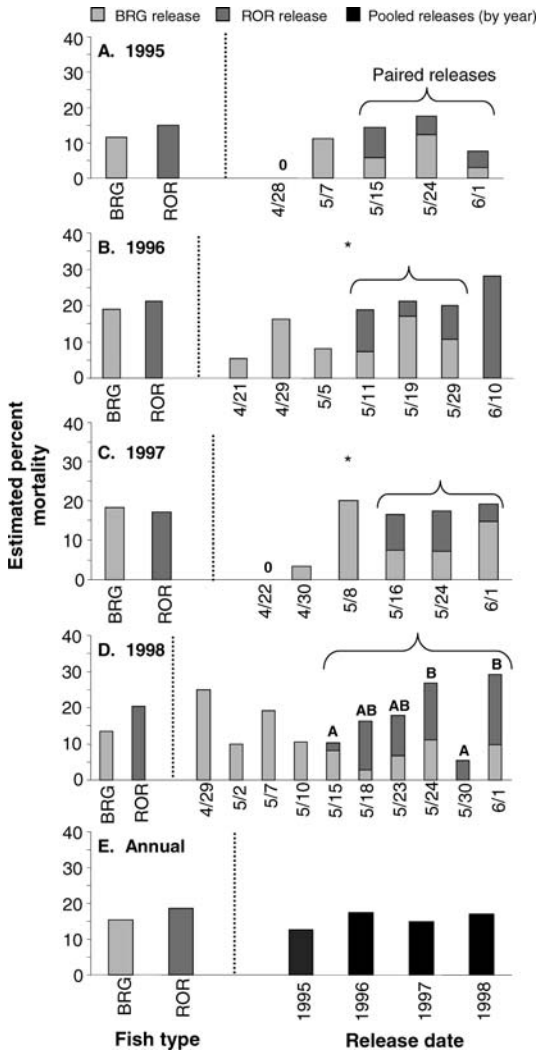 BRG release ROR release Pooled releases (by year)
Estimated percent
mortality
A. 1995
Paired releases
40
30
20
10
0
0
BRG ROR 4/28 5/7 5/15 5/24 6/1
B. 1996
*
40
30
20
10
0
BRG ROR 4/21 4/29 5/5 5/11 5/19 5/29 6/10
C. 1997
*
40
30
20
10
0
0
BRG ROR 4/22 4/30 5/8 5/16 5/24 6/1
D. 1998
40
30
20
10
0
A AB AB B A B
BRG ROR 4/29 5/2 5/7 5/10 5/15 5/18 5/23 5/24 5/30 6/1
E. Annual
40
30
20
10
0
BRG ROR 1995 1996 1997 1998
Fish type Release date